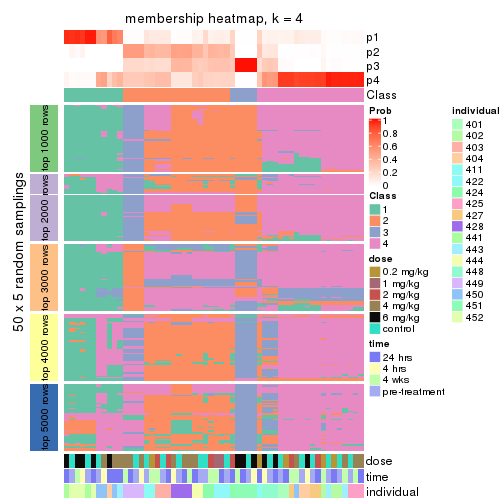 membership heatmap, k = 4
p1
p2
p3
p4
Class
50 x 5 random samplings
top 1000 rows
top 2000 rows
top 3000 rows
top 4000 rows
top 5000 rows
dose
time
individual
Prob
1
0.8
0.6
0.4
0.2
0
Class
1
2
3
4
dose
0.2 mg/kg
1 mg/kg
2 mg/kg
4 mg/kg
6 mg/kg
control
time
24 hrs
4 hrs
4 wks
pre-treatment
individual
401
402
403
404
411
422
424
425
427
428
441
443
444
448
449
450
451
452